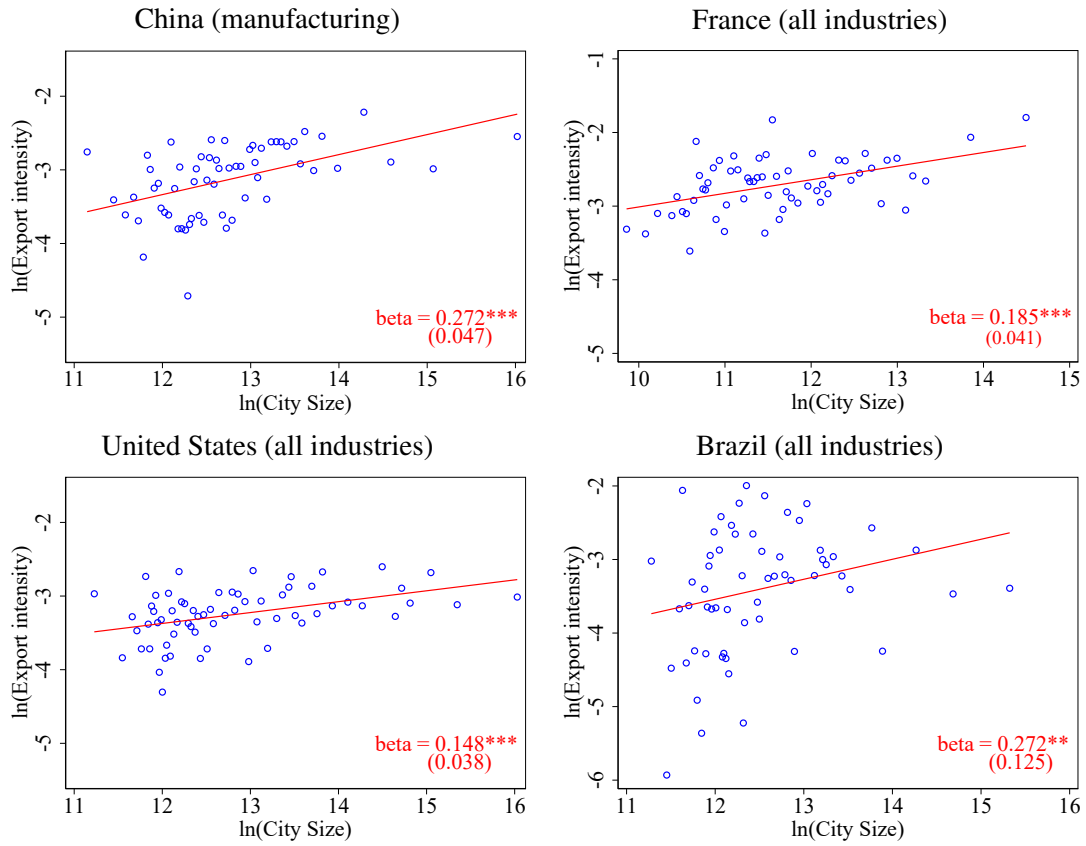 China (manufacturing)
ln(Export intensity)
-2
-3
-4
-5
beta = 0.272***
(0.047)
11 12 13 14 15 16
ln(City Size)
France (all industries)
ln(Export intensity)
-1
-2
-3
-4
-5
beta = 0.185***
(0.041)
10 11 12 13 14 15
ln(City Size)
United States (all industries)
ln(Export intensity)
-2
-3
-4
-5
beta = 0.148***
(0.038)
11 12 13 14 15 16
ln(City Size)
Brazil (all industries)
ln(Export intensity)
-2
-3
-4
-5
-6
beta = 0.272**
(0.125)
11 12 13 14 15 16
ln(City Size)